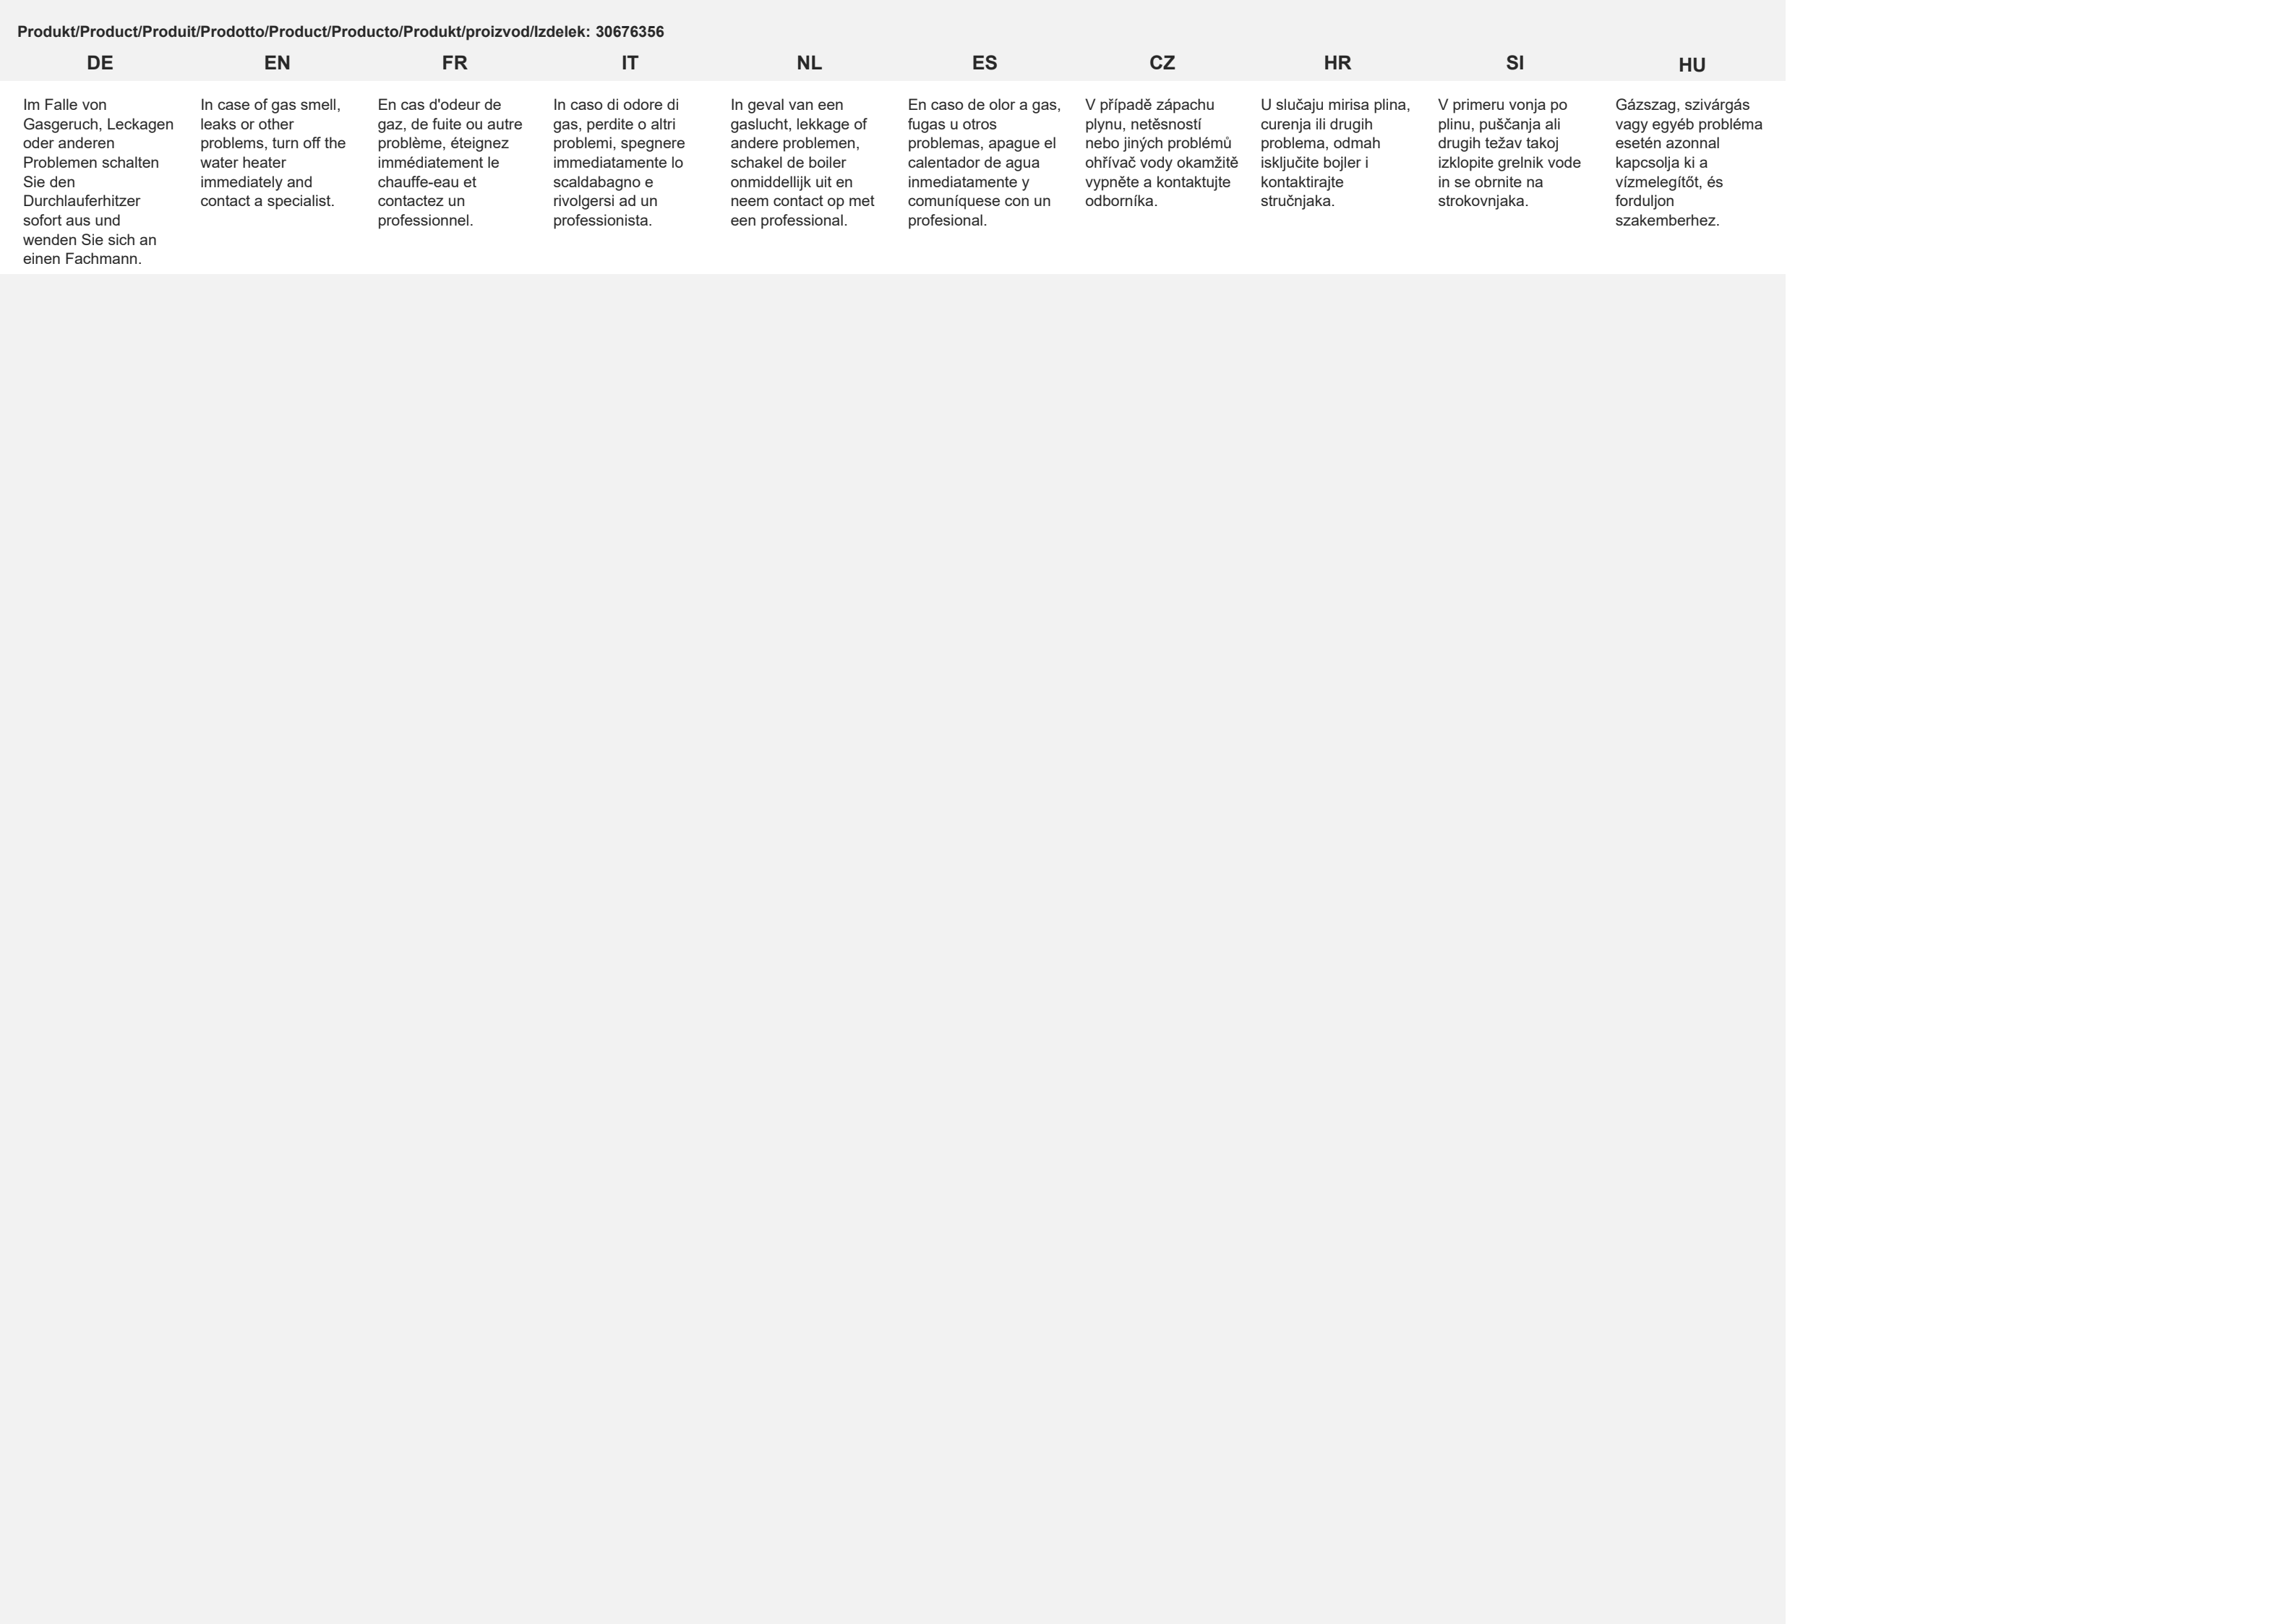 Produkt/Product/Produit/Prodotto/Product/Producto/Produkt/proizvod/Izdelek: 30676356
DE
Im Falle von
Gasgeruch, Leckagen
oder anderen
Problemen schalten
Sie den
Durchlauferhitzer
sofort aus und
wenden Sie sich an
einen Fachmann.
EN
In case of gas smell,
leaks or other
problems, turn off the
water heater
immediately and
contact a specialist.
FR
En cas d'odeur de
gaz, de fuite ou autre
problème, éteignez
immédiatement le
chauffe-eau et
contactez un
professionnel.
IT
In caso di odore di
gas, perdite o altri
problemi, spegnere
immediatamente lo
scaldabagno e
rivolgersi ad un
professionista.
NL
In geval van een
gaslucht, lekkage of
andere problemen,
schakel de boiler
onmiddellijk uit en
neem contact op met
een professional.
ES
En caso de olor a gas,
fugas u otros
problemas, apague el
calentador de agua
inmediatamente y
comuníquese con un
profesional.
CZ
V případě zápachu
plynu, netěsností
nebo jiných problémů
ohřívač vody okamžitě
vypněte a kontaktujte
odborníka.
HR
U slučaju mirisa plina,
curenja ili drugih
problema, odmah
isključite bojler i
kontaktirajte
stručnjaka.
SI
V primeru vonja po
plinu, puščanja ali
drugih težav takoj
izklopite grelnik vode
in se obrnite na
strokovnjaka.
HU
Gázszag, szivárgás
vagy egyéb probléma
esetén azonnal
kapcsolja ki a
vízmelegítőt, és
forduljon
szakemberhez.